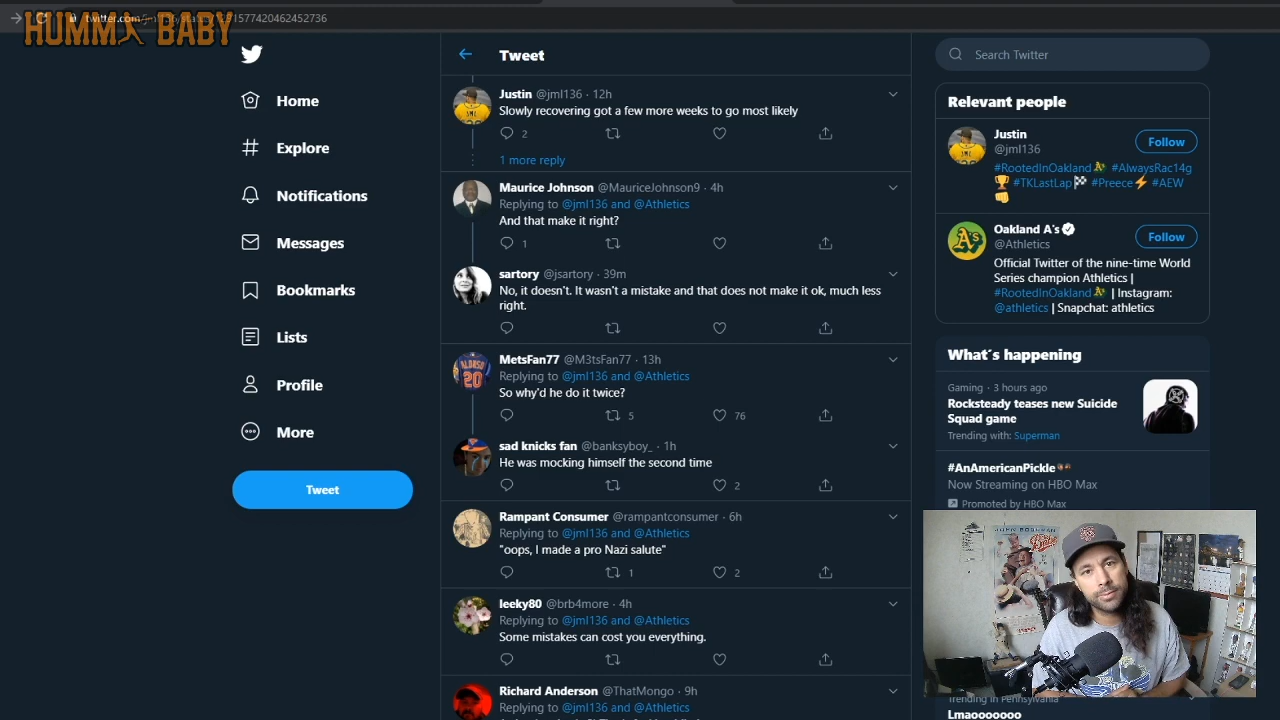 HUMM BABY
twitter.com
Tweet
Search Twitter
Home
Explore
Notifications
Messages
Bookmarks
Lists
Profile
More
Tweet
Justin @jml136 · 12h
Slowly recovering got a few more weeks to go most likely
2
1 more reply
Maurice Johnson @MauriceJohnson9 · 4h
Replying to @jml136 and @Athletics
And that make it right?
1
sartory @jsartory · 39m
No, it doesn't. It wasn't a mistake and that does not make it ok, much less
right.
MetsFan77 @M3tsFan77 · 13h
Replying to @jml136 and @Athletics
So why'd he do it twice?
5 76
sad knicks fan @banksyboy_ · 1h
He was mocking himself the second time
2
Rampant Consumer @rampantconsumer · 6h
Replying to @jml136 and @Athletics
"oops, I made a pro Nazi salute"
1 2
leeky80 @brb4more · 4h
Replying to @jml136 and @Athletics
Some mistakes can cost you everything.
Richard Anderson @ThatMongo · 9h
Replying to @jml136 and @Athletics
Relevant people
Justin
@jml136
Follow
#RootedInOakland #AlwaysRac14g
#TKLastLap #Preece #AEW
Oakland A's
@Athletics
Follow
Official Twitter of the nine-time World
Series champion Athletics |
#RootedInOakland | Instagram:
@athletics | Snapchat: athletics
What's happening
Gaming · 3 hours ago
Rocksteady teases new Suicide
Squad game
Trending with: Superman
#AnAmericanPickle
Now Streaming on HBO Max
Promoted by HBO Max
Trending in Pennsylvania
Lmaooooooo